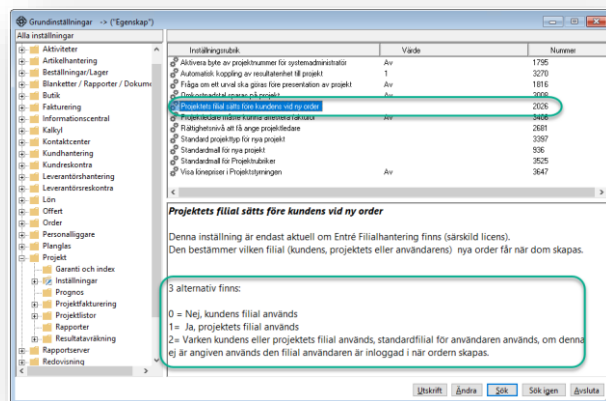 Grundinställningar -> ("Egenskap")
Alla inställningar
Aktiviteter
Artikelhantering
Beställningar/Lager
Blanketter / Rapporter / Dokume
Butik
Fakturering
Informationscentral
Kalkyl
Kontaktcenter
Kundhantering
Kundreskontra
Leverantörshantering
Leverantörsreskontra
Lön
Offert
Order
Personalliggare
Planglas
Projekt
Garanti och index
Inställningar
Prognos
Projektfakturering
Projektlistor
Rapporter
Resultatavräkning
Rapportserver
Redovisning
Inställningsrubrik Värde Nummer
Aktivera byte av projektnummer för systemadministratör Av 1795
Automatisk koppling av resultatenhet till projekt 1 3270
Fråga om ett urval ska göras före presentation av projekt Av 1816
Omkostnadstal sparas på projekt Av 3008
Projektets filial sätts före kundens vid ny order 2026
Projektledare måste kunna attestera fakturor Av 3408
Rättighetsnivå att få ange projektledare 2681
Standard projekttyp för nya projekt 3397
Standardmall för nya projekt 936
Standardmall för Projektrubriker 3525
Visa lönepriser i Projektstyrningen Av 3647
Projektets filial sätts före kundens vid ny order
Denna inställning är endast aktuell om Entré Filialhantering finns (särskild licens).
Den bestämmer vilken filial (kundens, projektets eller användarens) nya order får när dom skapas.
3 alternativ finns:
0 = Nej, kundens filial används
1= Ja, projektets filial används
2= Varken kundens eller projektets filial används, standardfilial för användaren används, om denna
ej är angiven används den filial användaren är inloggad i när ordern skapas.
Utskrift Ändra Sök Sök igen Avsluta